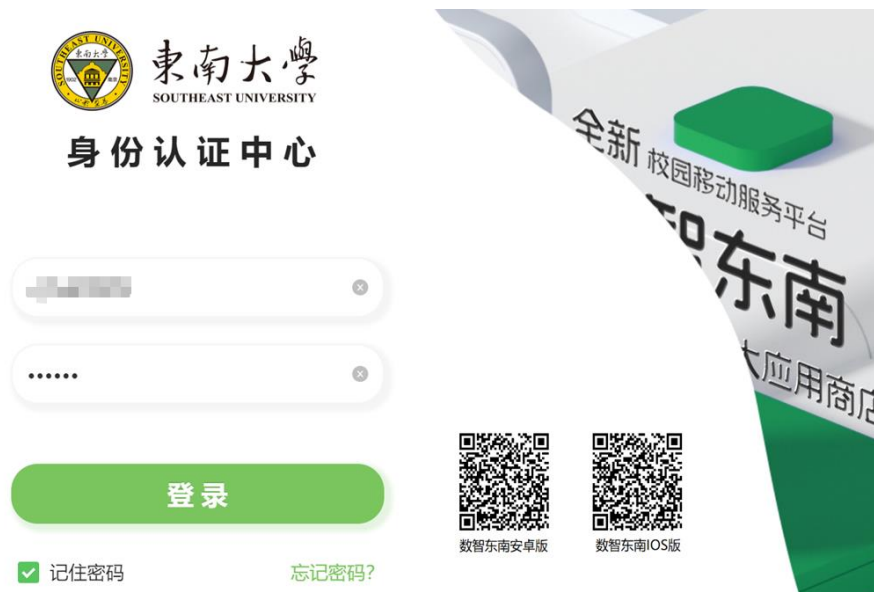 東南大學
SOUTHEAST UNIVERSITY
身份认证中心
登录
记住密码
忘记密码?
数智东南安卓版
数智东南IOS版
全新 校园移动服务平台
智东南
大应用商店